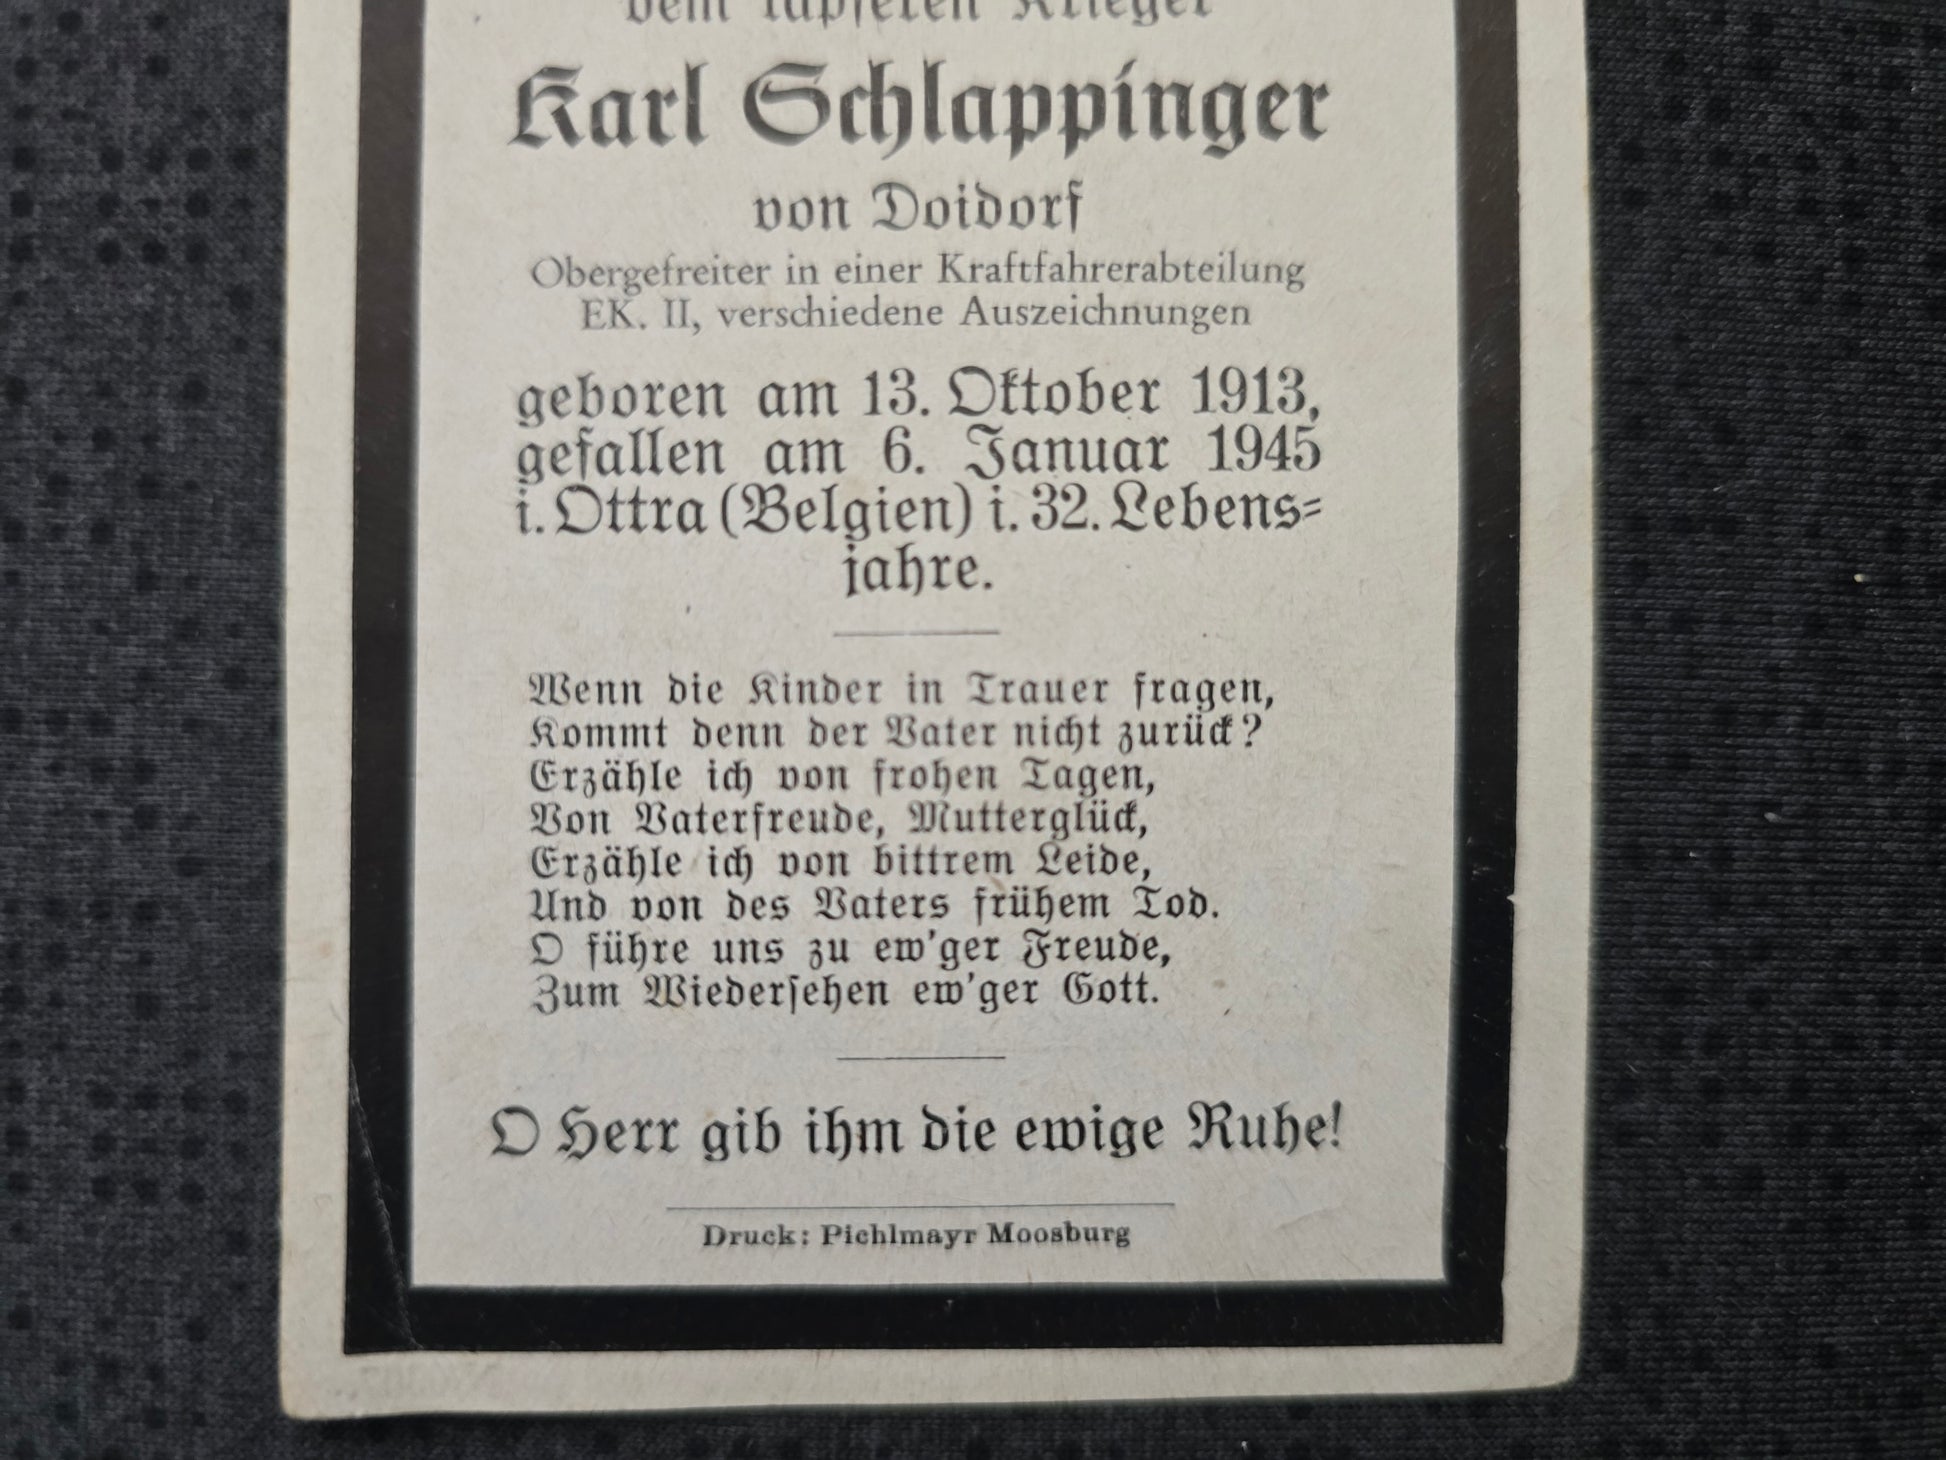 dem tapferen Krieger
Karl Schlappinger
von Doidorf
Obergefreiter in einer Kraftfahrerabteilung
EK. II, verschiedene Auszeichnungen
geboren am 13. Oktober 1913,
gefallen am 6. Januar 1945
i. Ottra (Belgien) i. 32. Lebens=
jahre.
Wenn die Kinder in Trauer fragen,
Kommt denn der Vater nicht zurück?
Erzähle ich von frohen Tagen,
Von Vaterfreude, Mutterglück,
Erzähle ich von bittrem Leide,
Und von des Vaters frühem Tod.
O führe uns zu ew'ger Freude,
Zum Wiedersehen ew'ger Gott.
O Herr gib ihm die ewige Ruhe!
Druck: Pichlmayr Moosburg